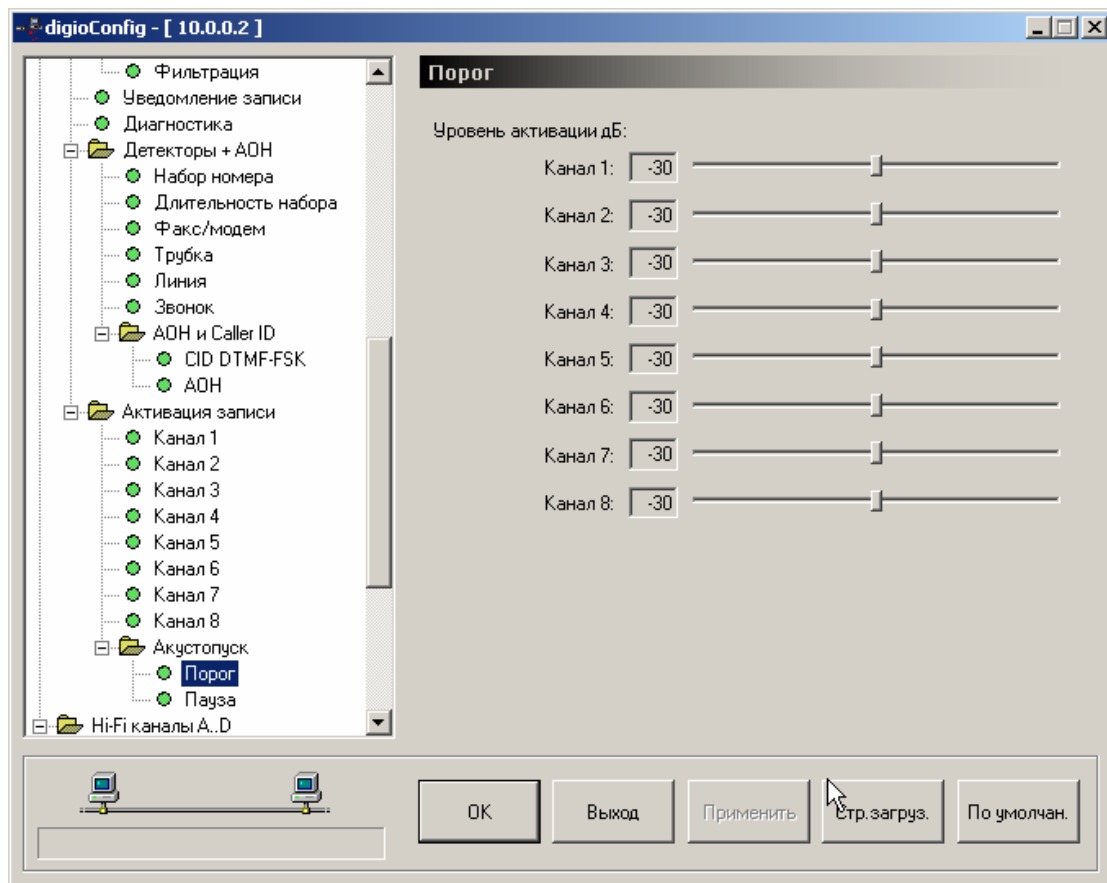 digioConfig - [ 10.0.0.2 ]
Фильтрация
Уведомление записи
Диагностика
Детекторы + АОН
Набор номера
Длительность набора
Факс/модем
Трубка
Линия
Звонок
АОН и Caller ID
CID DTMF-FSK
АОН
Активация записи
Канал 1
Канал 2
Канал 3
Канал 4
Канал 5
Канал 6
Канал 7
Канал 8
Акустопуск
Порог
Пауза
Hi-Fi каналы A..D
Порог
Уровень активации дБ:
Канал 1: -30
Канал 2: -30
Канал 3: -30
Канал 4: -30
Канал 5: -30
Канал 6: -30
Канал 7: -30
Канал 8: -30
OK Выход Применить Стр.загруз. По умолчан.